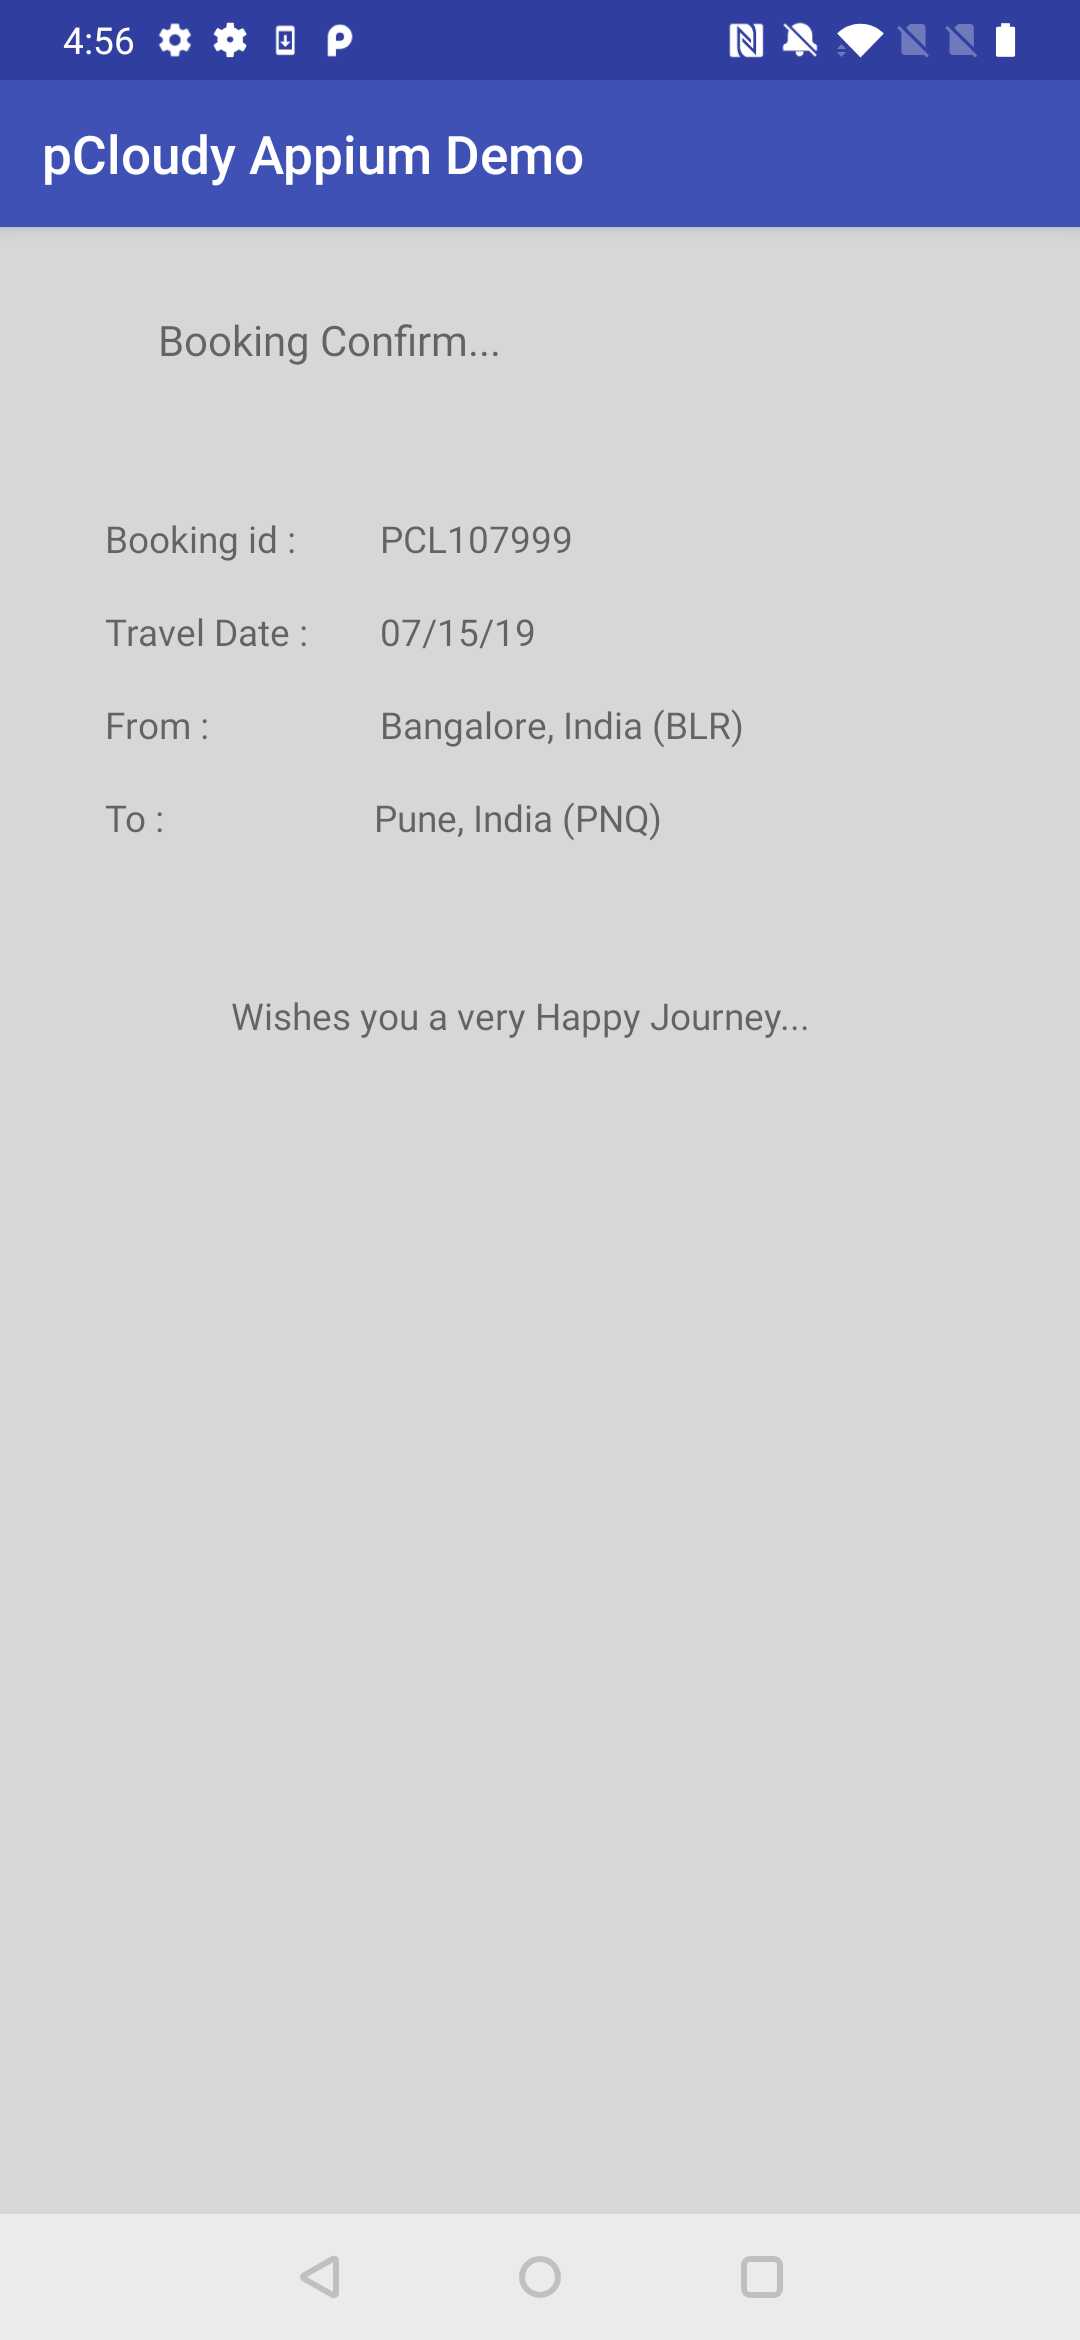 4:56
pCloudy Appium Demo
Booking Confirm...
Booking id : PCL107999
Travel Date : 07/15/19
From : Bangalore, India (BLR)
To : Pune, India (PNQ)
Wishes you a very Happy Journey...